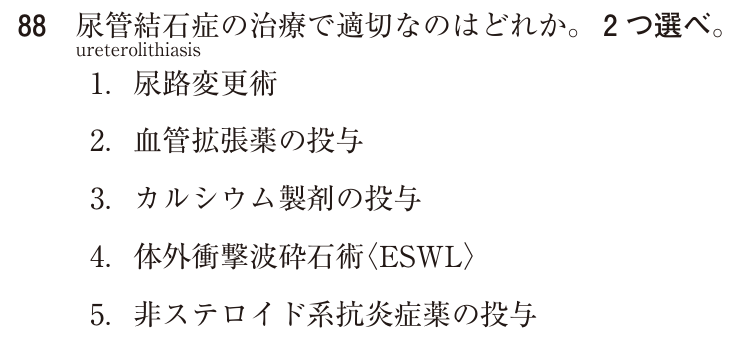 88 尿管結石症の治療で適切なのはどれか。2 つ選べ。
ureterolithiasis
1. 尿路変更術
2. 血管拡張薬の投与
3. カルシウム製剤の投与
4. 体外衝撃波砕石術〈ESWL〉
5. 非ステロイド系抗炎症薬の投与